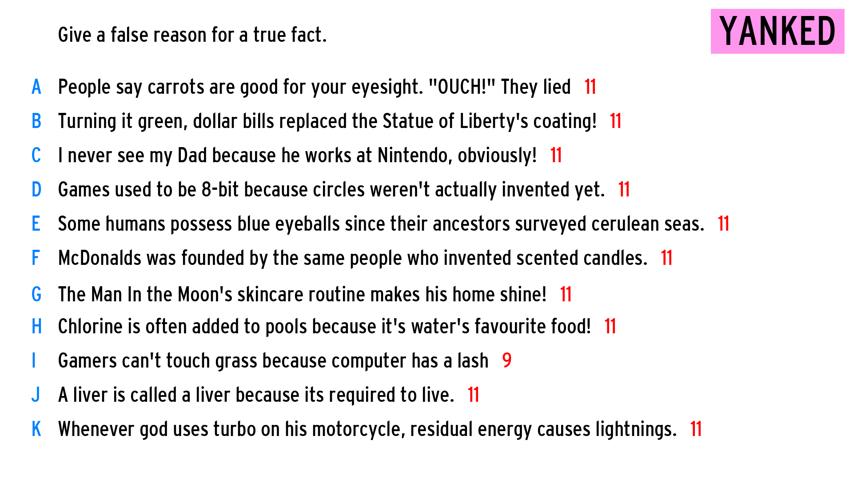 Give a false reason for a true fact.
YANKED
A People say carrots are good for your eyesight. "OUCH!" They lied 11
B Turning it green, dollar bills replaced the Statue of Liberty's coating! 11
C I never see my Dad because he works at Nintendo, obviously! 11
D Games used to be 8-bit because circles weren't actually invented yet. 11
E Some humans possess blue eyeballs since their ancestors surveyed cerulean seas. 11
F McDonalds was founded by the same people who invented scented candles. 11
G The Man In the Moon's skincare routine makes his home shine! 11
H Chlorine is often added to pools because it's water's favourite food! 11
I Gamers can't touch grass because computer has a lash 9
J A liver is called a liver because its required to live. 11
K Whenever god uses turbo on his motorcycle, residual energy causes lightnings. 11